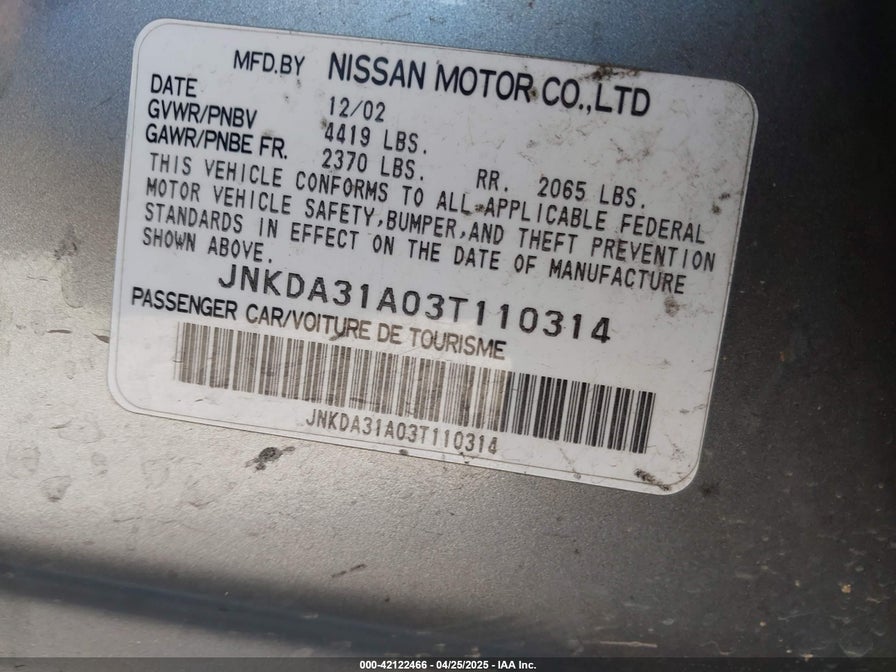 MFD.BY NISSAN MOTOR CO.,LTD
DATE 12/02
GVWR/PNBV 4419 LBS.
GAWR/PNBE FR. 2370 LBS. RR. 2065 LBS.
THIS VEHICLE CONFORMS TO ALL APPLICABLE FEDERAL
MOTOR VEHICLE SAFETY,BUMPER,AND THEFT PREVENTION
STANDARDS IN EFFECT ON THE DATE OF MANUFACTURE
SHOWN ABOVE.
JNKDA31A03T110314
PASSENGER CAR/VOITURE DE TOURISME
JNKDA31A03T110314
000-42122466 - 04/25/2025 - IAA Inc.